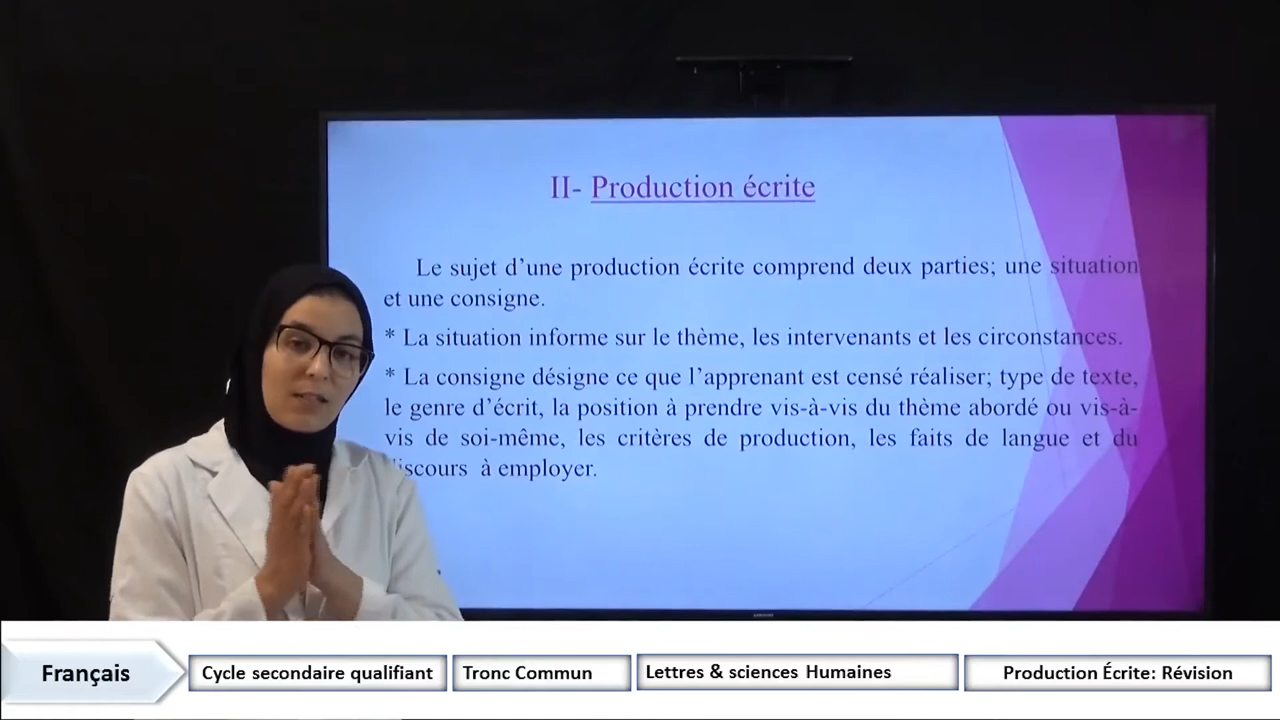 II- Production écrite
Le sujet d’une production écrite comprend deux parties; une situation
et une consigne.
* La situation informe sur le thème, les intervenants et les circonstances.
* La consigne désigne ce que l’apprenant est censé réaliser; type de texte,
le genre d’écrit, la position à prendre vis-à-vis du thème abordé ou vis-à-
vis de soi-même, les critères de production, les faits de langue et du
discours à employer.
SAMSUNG
Français
Cycle secondaire qualifiant
Tronc Commun
Lettres & sciences Humaines
Production Écrite: Révision